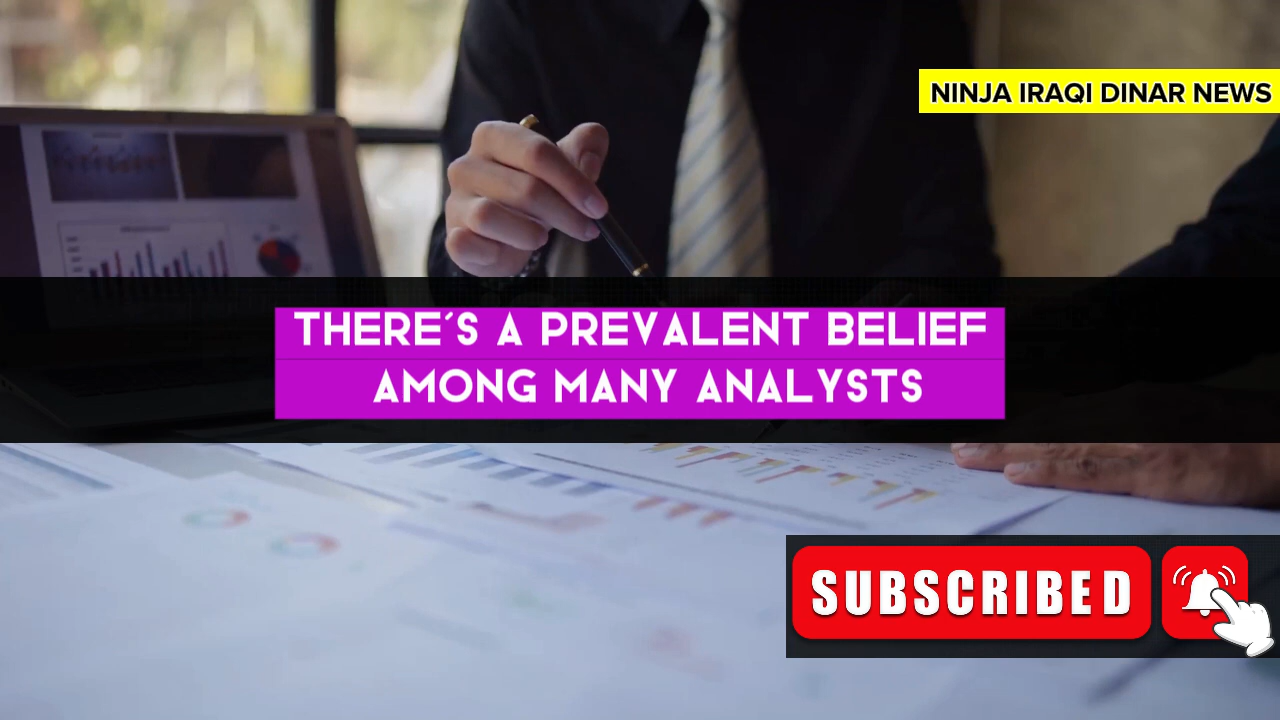 NINJA IRAQI DINAR NEWS
THERE'S A PREVALENT BELIEF
AMONG MANY ANALYSTS
SUBSCRIBED